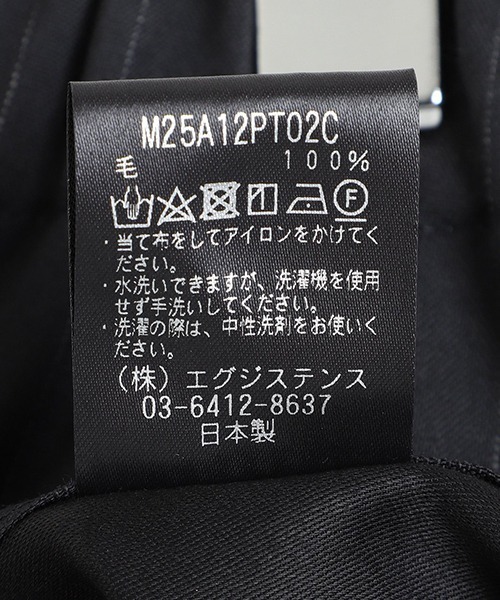 M25A12PT02C
毛 100%
・当て布をしてアイロンをかけてく
ださい。
・水洗いできますが、洗濯機を使用
せず手洗いしてください。
・洗濯の際は、中性洗剤をお使いく
ださい。
(株)エグジステンス
03-6412-8637
日本製